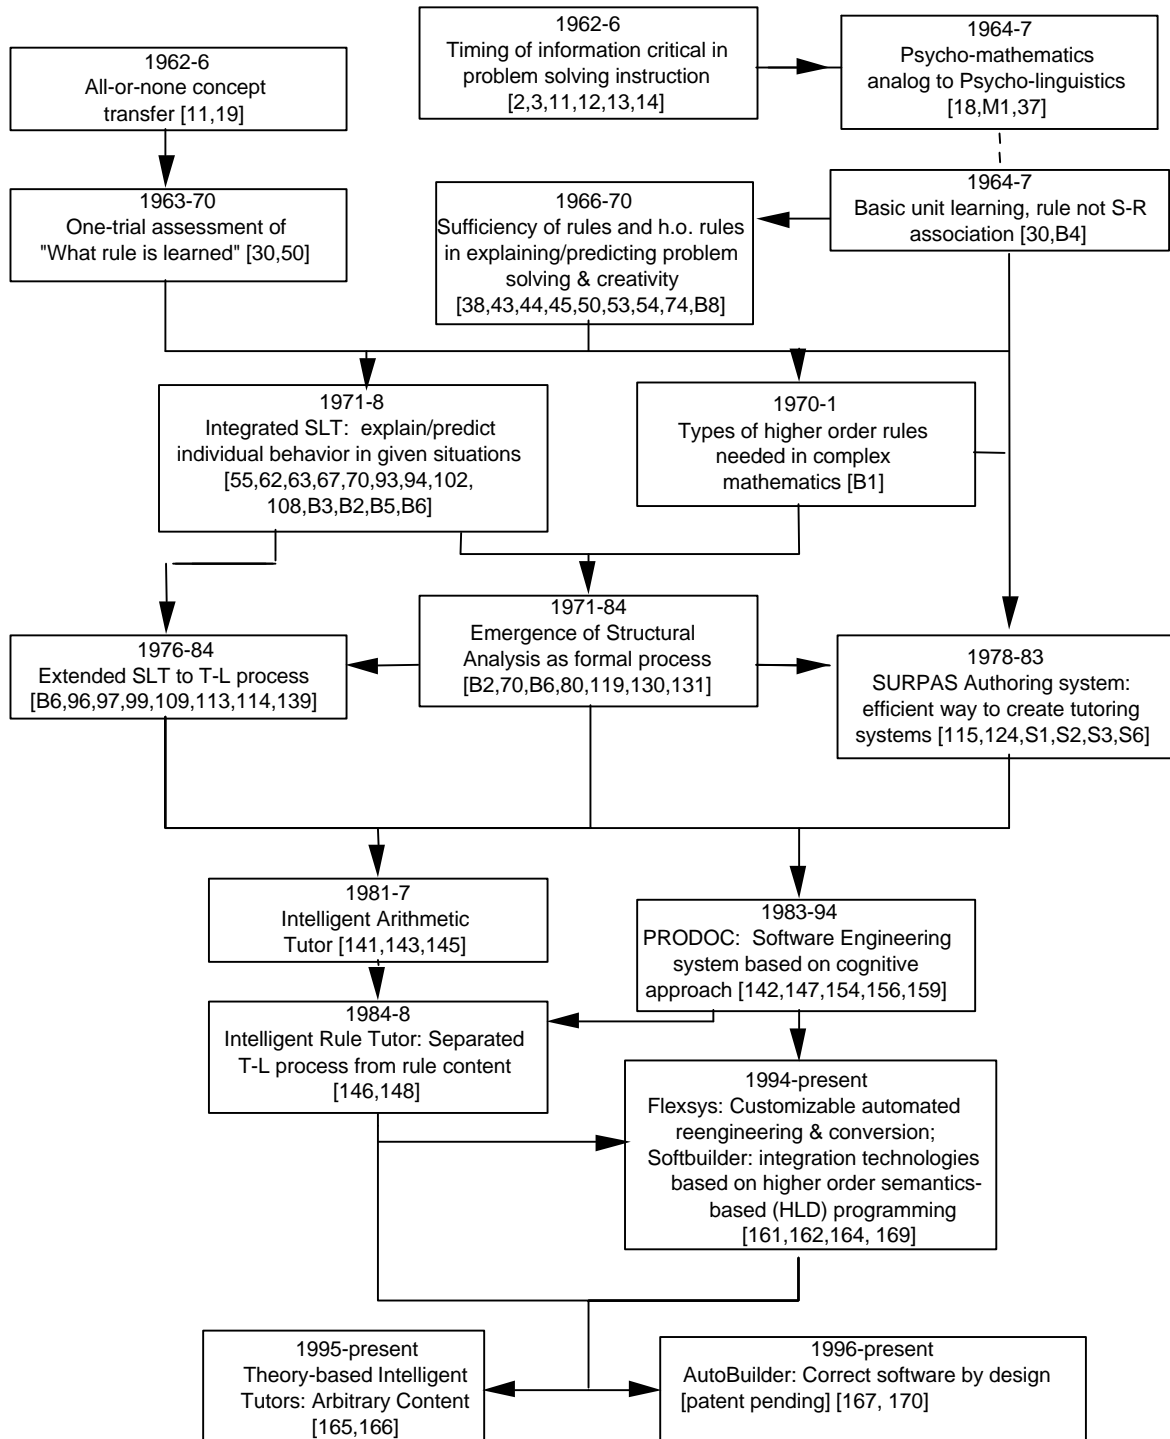 1962-6
All-or-none concept
transfer [11,19]
1962-6
Timing of information critical in
problem solving instruction
[2,3,11,12,13,14]
1964-7
Psycho-mathematics
analog to Psycho-linguistics
[18,M1,37]
1963-70
One-trial assessment of
"What rule is learned" [30,50]
1966-70
Sufficiency of rules and h.o. rules
in explaining/predicting problem
solving & creativity
[38,43,44,45,50,53,54,74,B8]
1964-7
Basic unit learning, rule not S-R
association [30,B4]
1971-8
Integrated SLT: explain/predict
individual behavior in given situations
[55,62,63,67,70,93,94,102,
108,B3,B2,B5,B6]
1970-1
Types of higher order rules
needed in complex
mathematics [B1]
1976-84
Extended SLT to T-L process
[B6,96,97,99,109,113,114,139]
1971-84
Emergence of Structural
Analysis as formal process
[B2,70,B6,80,119,130,131]
1978-83
SURPAS Authoring system:
efficient way to create tutoring
systems [115,124,S1,S2,S3,S6]
1981-7
Intelligent Arithmetic
Tutor [141,143,145]
1983-94
PRODOC: Software Engineering
system based on cognitive
approach [142,147,154,156,159]
1984-8
Intelligent Rule Tutor: Separated
T-L process from rule content
[146,148]
1994-present
Flexsys: Customizable automated
reengineering & conversion;
Softbuilder: integration technologies
based on higher order semantics-
based (HLD) programming
[161,162,164, 169]
1995-present
Theory-based Intelligent
Tutors: Arbitrary Content
[165,166]
1996-present
AutoBuilder: Correct software by design
[patent pending] [167, 170]